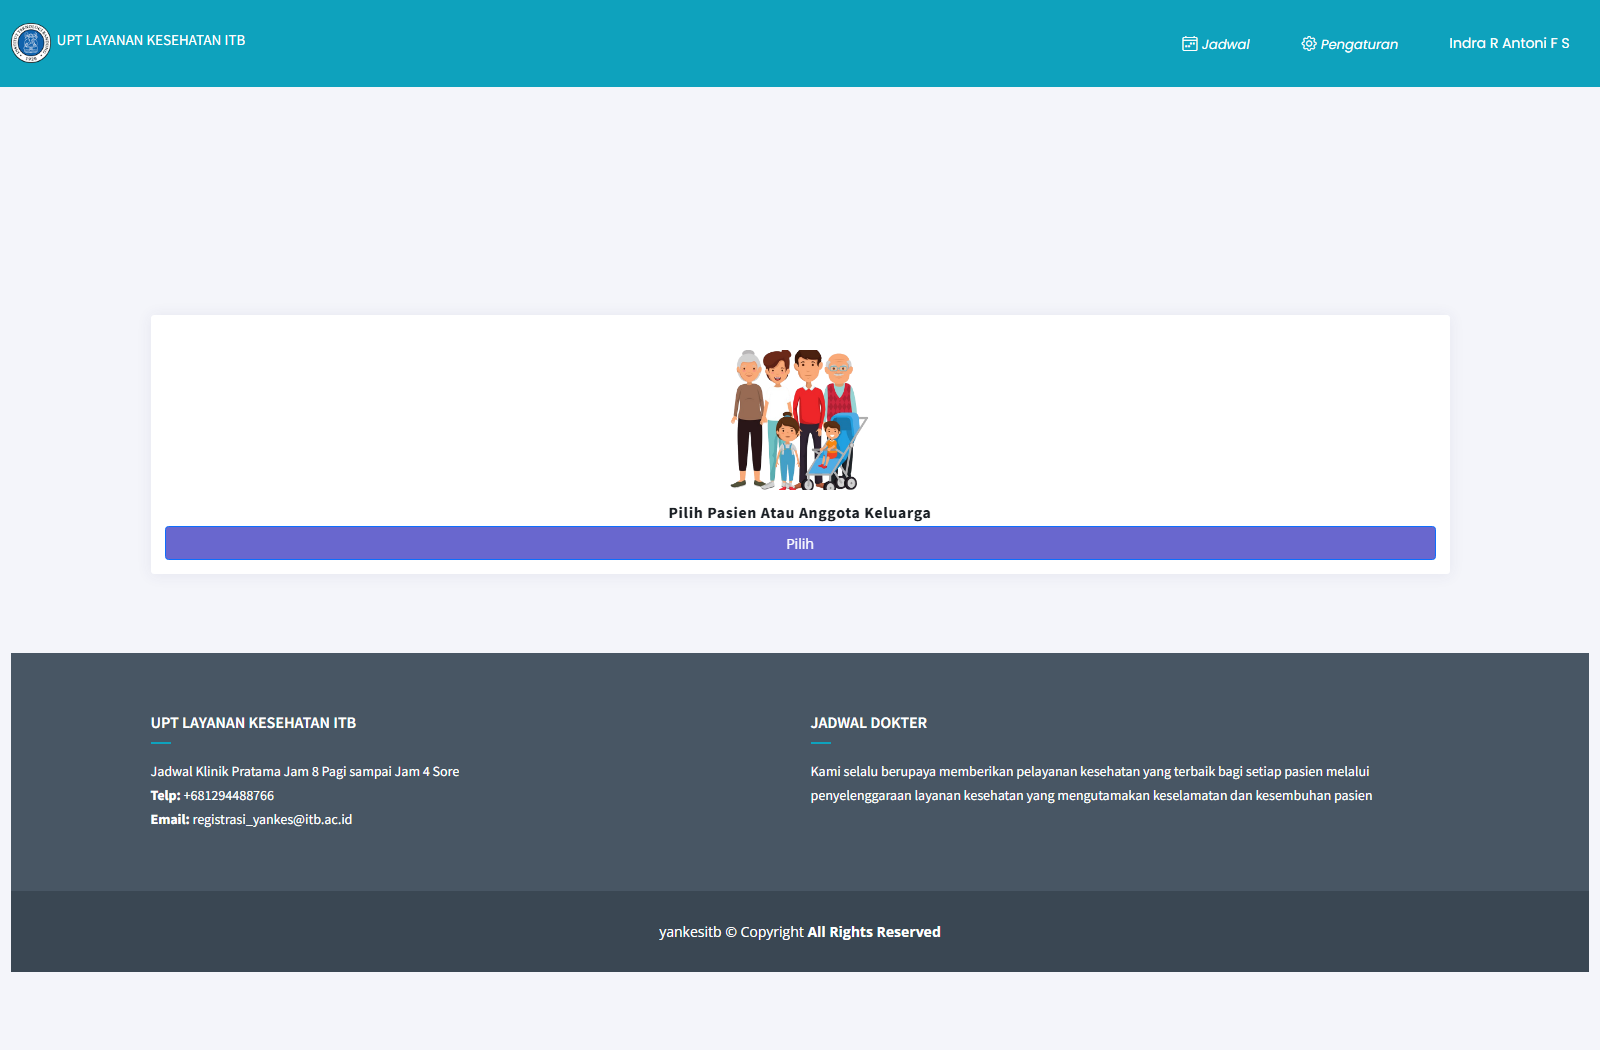 UPT LAYANAN KESEHATAN ITB
Jadwal
Pengaturan
Indra R Antoni F S
Pilih Pasien Atau Anggota Keluarga
Pilih
UPT LAYANAN KESEHATAN ITB
Jadwal Klinik Pratama Jam 8 Pagi sampai Jam 4 Sore
Telp: +681294488766
Email: registrasi_yankes@itb.ac.id
JADWAL DOKTER
Kami selalu berupaya memberikan pelayanan kesehatan yang terbaik bagi setiap pasien melalui
penyelenggaraan layanan kesehatan yang mengutamakan keselamatan dan kesembuhan pasien
yankesitb © Copyright All Rights Reserved